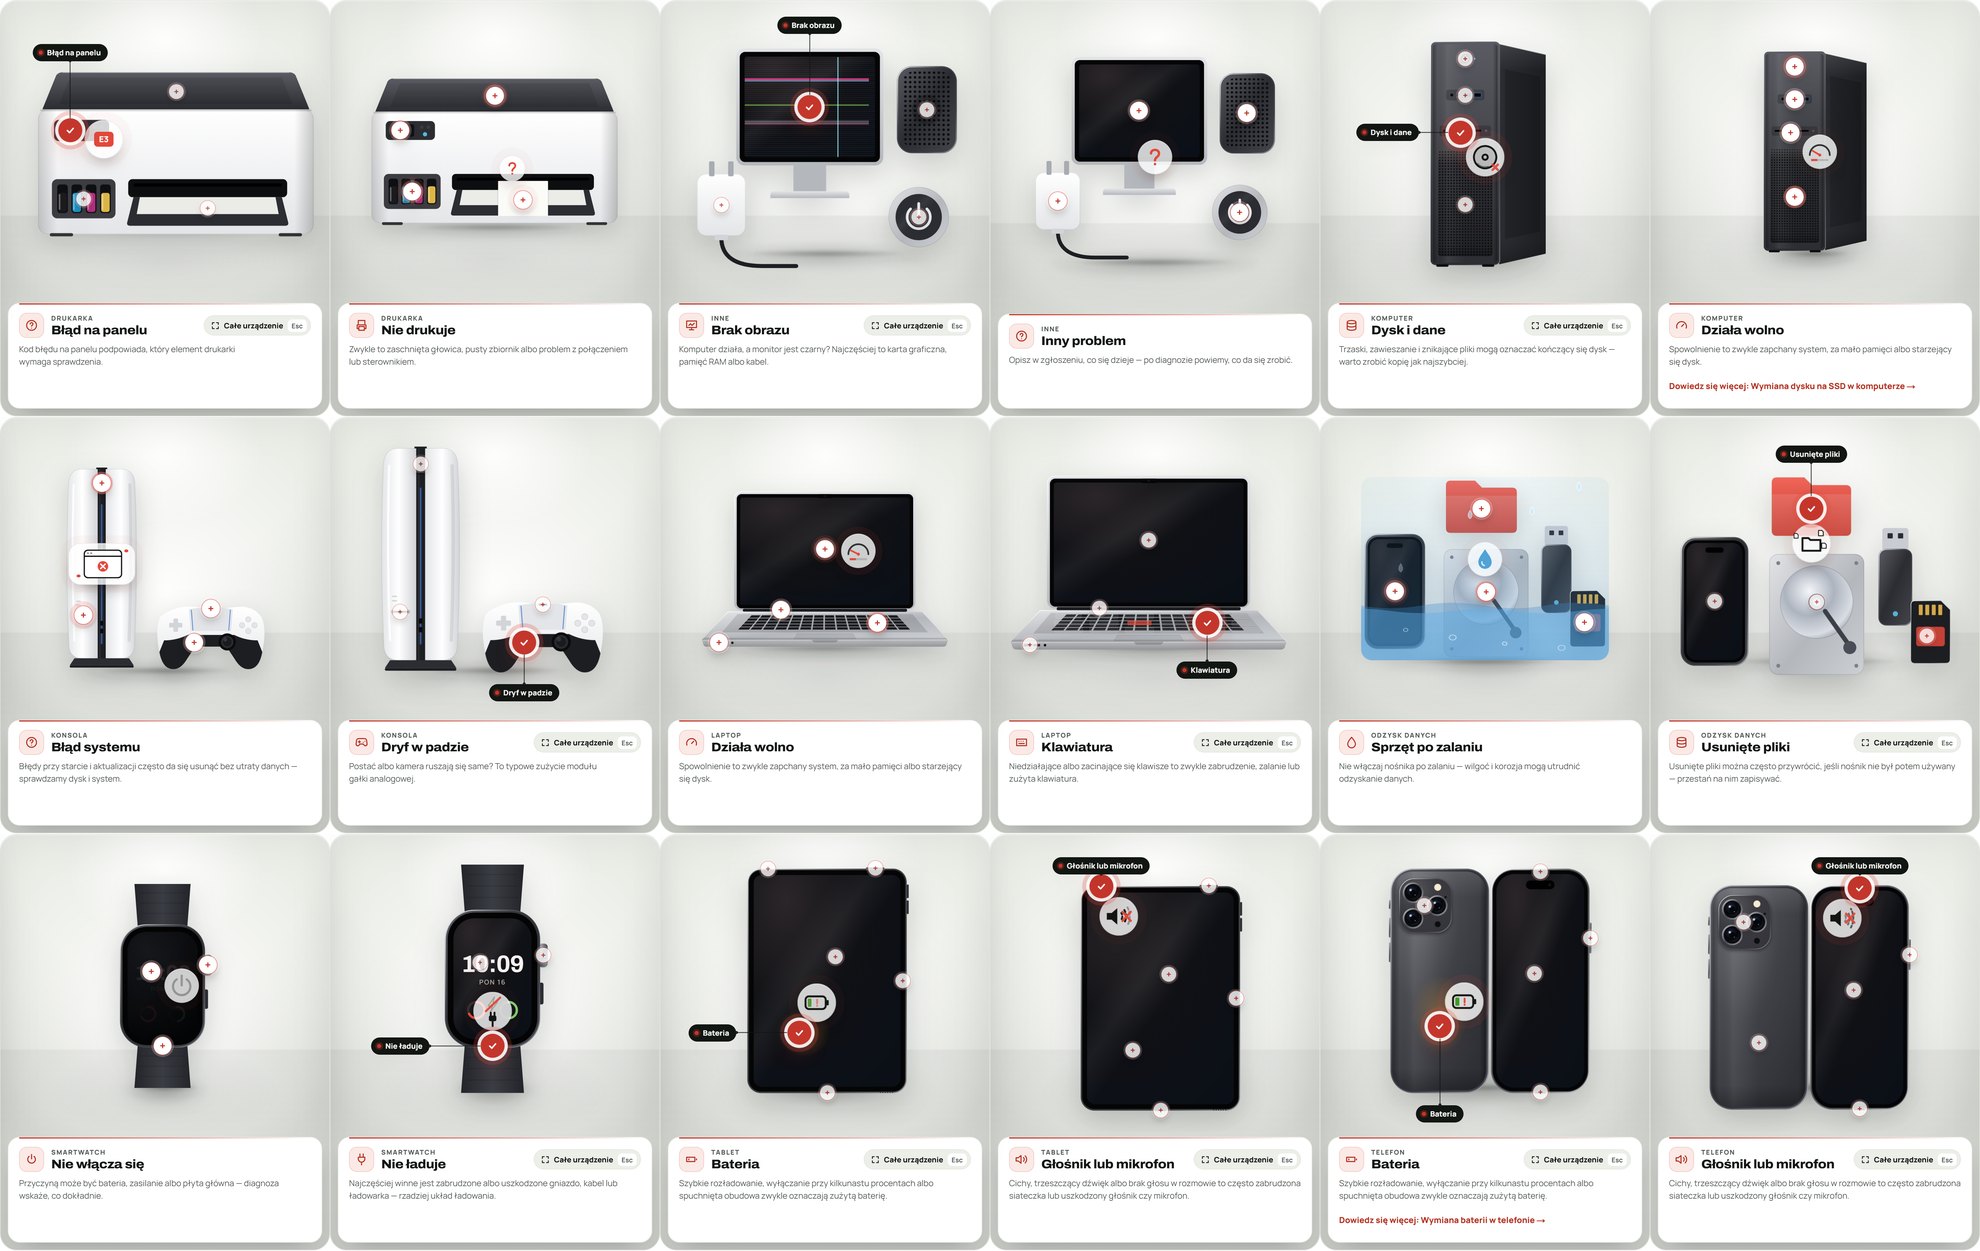 Błąd na panelu
E3
DRUKARKA
Błąd na panelu
Całe urządzenie Esc
Kod błędu na panelu podpowiada, który element drukarki
wymaga sprawdzenia.
?
DRUKARKA
Nie drukuje
Zwykle to zaschnięta głowica, pusty zbiornik albo problem z połączeniem
lub sterownikiem.
Brak obrazu
INNE
Brak obrazu
Całe urządzenie Esc
Komputer działa, a monitor jest czarny? Najczęściej to karta graficzna,
pamięć RAM albo kabel.
?
INNE
Inny problem
Opisz w zgłoszeniu, co się dzieje — po diagnozie powiemy, co da się zrobić.
Dysk i dane
KOMPUTER
Dysk i dane
Całe urządzenie Esc
Trzaski, zawieszanie i znikające pliki mogą oznaczać kończący się dysk —
warto zrobić kopię jak najszybciej.
KOMPUTER
Działa wolno
Spowolnienie to zwykle zapchany system, za mało pamięci albo starzejący
się dysk.
Dowiedz się więcej: Wymiana dysku na SSD w komputerze →
KONSOLA
Błąd systemu
Błędy przy starcie i aktualizacji często da się usunąć bez utraty danych —
sprawdzamy dysk i system.
Dryf w padzie
KONSOLA
Dryf w padzie
Całe urządzenie Esc
Postać albo kamera ruszają się same? To typowe zużycie modułu
gałki analogowej.
LAPTOP
Działa wolno
Spowolnienie to zwykle zapchany system, za mało pamięci albo starzejący
się dysk.
Klawiatura
LAPTOP
Klawiatura
Całe urządzenie Esc
Niedziałające albo zacinające się klawisze to zwykle zabrudzenie, zalanie lub
zużyta klawiatura.
ODZYSK DANYCH
Sprzęt po zalaniu
Nie włączaj nośnika po zalaniu — wilgoć i korozja mogą utrudnić
odzyskanie danych.
Usunięte pliki
ODZYSK DANYCH
Usunięte pliki
Całe urządzenie Esc
Usunięte pliki można często przywrócić, jeśli nośnik nie był potem używany
— przestań na nim zapisywać.
SMARTWATCH
Nie włącza się
Przyczyną może być bateria, zasilanie albo płyta główna — diagnoza
wskaże, co dokładnie.
10:09
PON 16
Nie ładuje
SMARTWATCH
Nie ładuje
Całe urządzenie Esc
Najczęściej winne jest zabrudzone albo uszkodzone gniazdo, kabel lub
ładowarka — rzadziej układ ładowania.
Bateria
TABLET
Bateria
Całe urządzenie Esc
Szybkie rozładowanie, wyłączanie przy kilkunastu procentach albo
spuchnięta obudowa zwykle oznaczają zużytą baterię.
Głośnik lub mikrofon
TABLET
Głośnik lub mikrofon
Całe urządzenie Esc
Cichy, trzeszczący dźwięk albo brak głosu w rozmowie to często zabrudzona
siateczka lub uszkodzony głośnik czy mikrofon.
Bateria
TELEFON
Bateria
Całe urządzenie Esc
Szybkie rozładowanie, wyłączanie przy kilkunastu procentach albo
spuchnięta obudowa zwykle oznaczają zużytą baterię.
Dowiedz się więcej: Wymiana baterii w telefonie →
Głośnik lub mikrofon
TELEFON
Głośnik lub mikrofon
Całe urządzenie Esc
Cichy, trzeszczący dźwięk albo brak głosu w rozmowie to często zabrudzona
siateczka lub uszkodzony głośnik czy mikrofon.